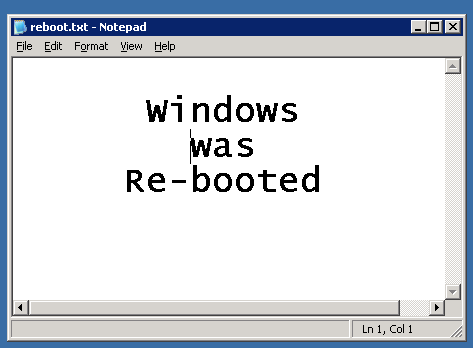 reboot.txt - Notepad
File Edit Format View Help
Windows
was
Re-booted
Ln 1, Col 1